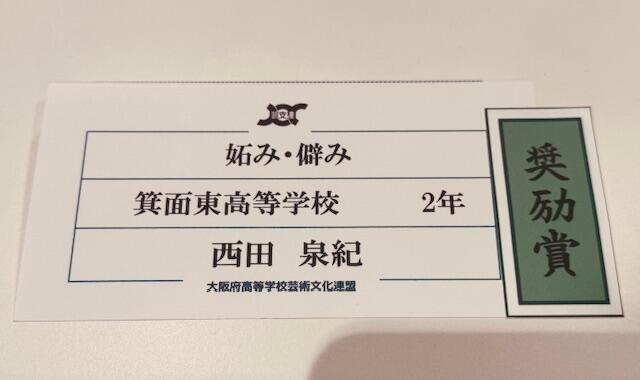 妬み・僻み
箕面東高等学校 2年
西田 泉紀
大阪府高等学校芸術文化連盟
奨励賞